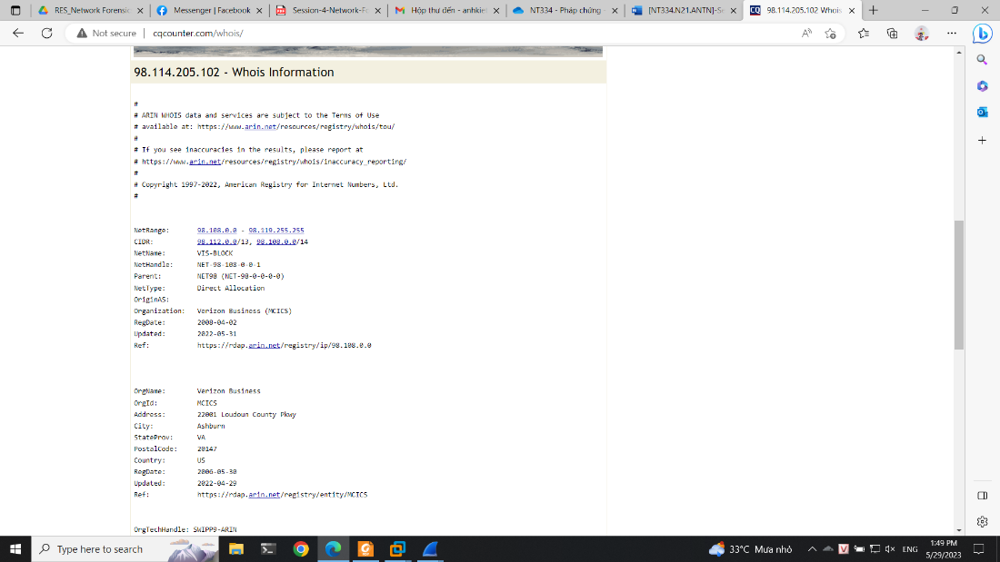 RES_Network Forensic
Messenger | Facebook
Session-4-Network-Fo
Hộp thư đến - anhkiet
NT334 - Pháp chứng -
[NT334.N21.ANTN]-Se
98.114.205.102 Whois
Not secure | cqcounter.com/whois/
98.114.205.102 - Whois Information
#
# ARIN WHOIS data and services are subject to the Terms of Use
# available at: https://www.arin.net/resources/registry/whois/tou/
#
# If you see inaccuracies in the results, please report at
# https://www.arin.net/resources/registry/whois/inaccuracy_reporting/
#
# Copyright 1997-2022, American Registry for Internet Numbers, Ltd.
#
NetRange: 98.108.0.0 - 98.119.255.255
CIDR: 98.112.0.0/13, 98.108.0.0/14
NetName: VIS-BLOCK
NetHandle: NET-98-108-0-0-1
Parent: NET98 (NET-98-0-0-0-0)
NetType: Direct Allocation
OriginAS:
Organization: Verizon Business (MCICS)
RegDate: 2008-04-02
Updated: 2022-05-31
Ref: https://rdap.arin.net/registry/ip/98.108.0.0
OrgName: Verizon Business
OrgId: MCICS
Address: 22001 Loudoun County Pkwy
City: Ashburn
StateProv: VA
PostalCode: 20147
Country: US
RegDate: 2006-05-30
Updated: 2022-04-29
Ref: https://rdap.arin.net/registry/entity/MCICS
OrgTechHandle: SWIPP9-ARIN
Type here to search
33°C Mưa nhỏ
ENG
1:49 PM
5/29/2023